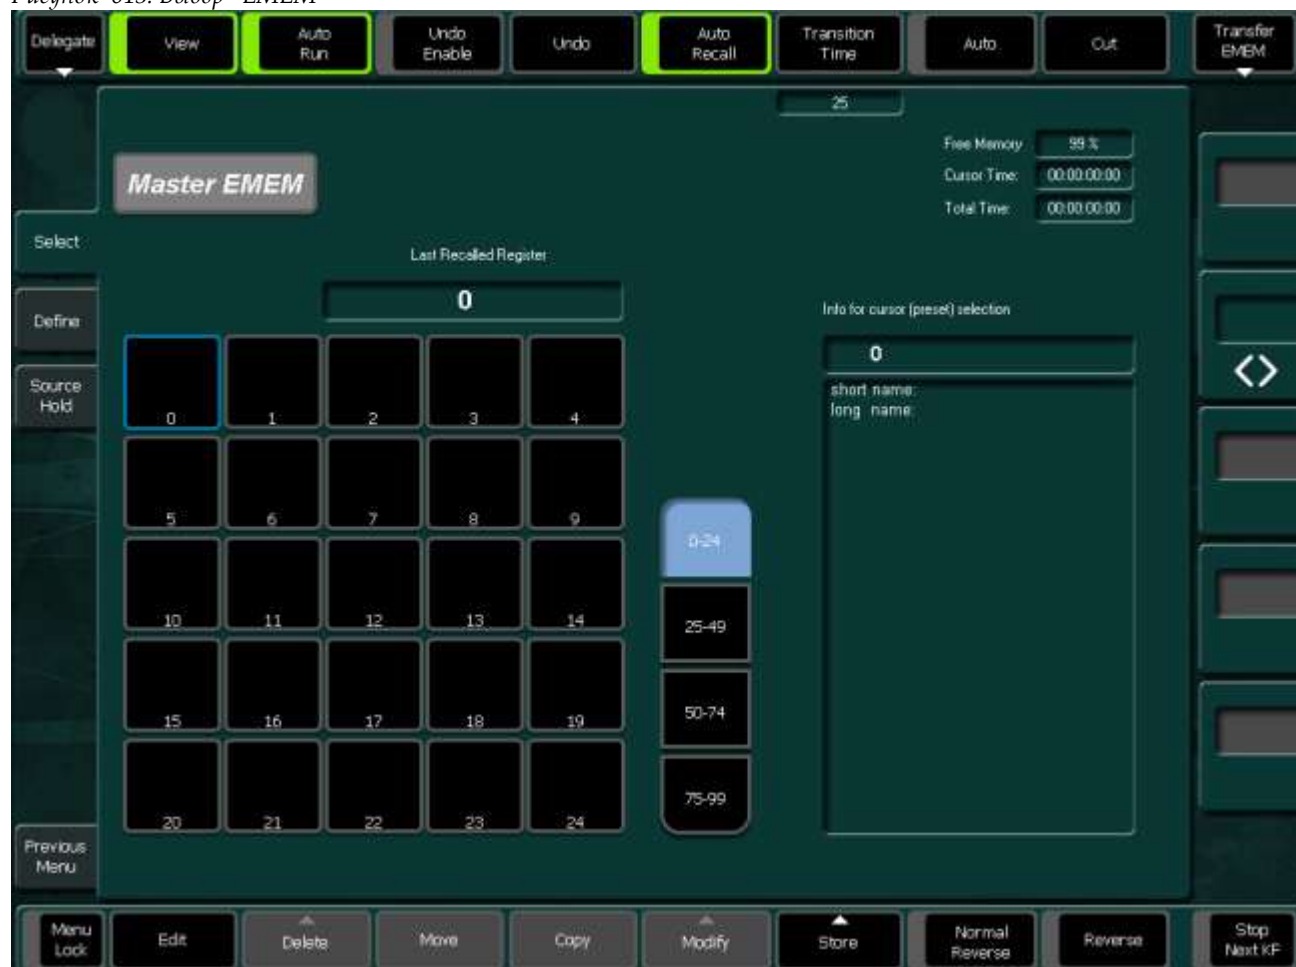 Рисунок 613: Выбор "EMEM"
Delegate
View
Auto
Run
Undo
Enable
Undo
Auto
Recall
Transition
Time
Auto
Cut
Transfer
EMEM
25
Free Memory 99 %
Cursor Time: 00:00:00:00
Total Time: 00:00:00:00
Master EMEM
Select
Define
Source
Hold
Last Recalled Register
0
Info for cursor (preset) selection
0
short name:
long name:
0 1 2 3 4
5 6 7 8 9
10 11 12 13 14
15 16 17 18 19
20 21 22 23 24
0-24
25-49
50-74
75-99
<>
Previous
Menu
Menu
Lock
Edit
Delete
Move
Copy
Modify
Store
Normal
Reverse
Reverse
Stop
Next KF